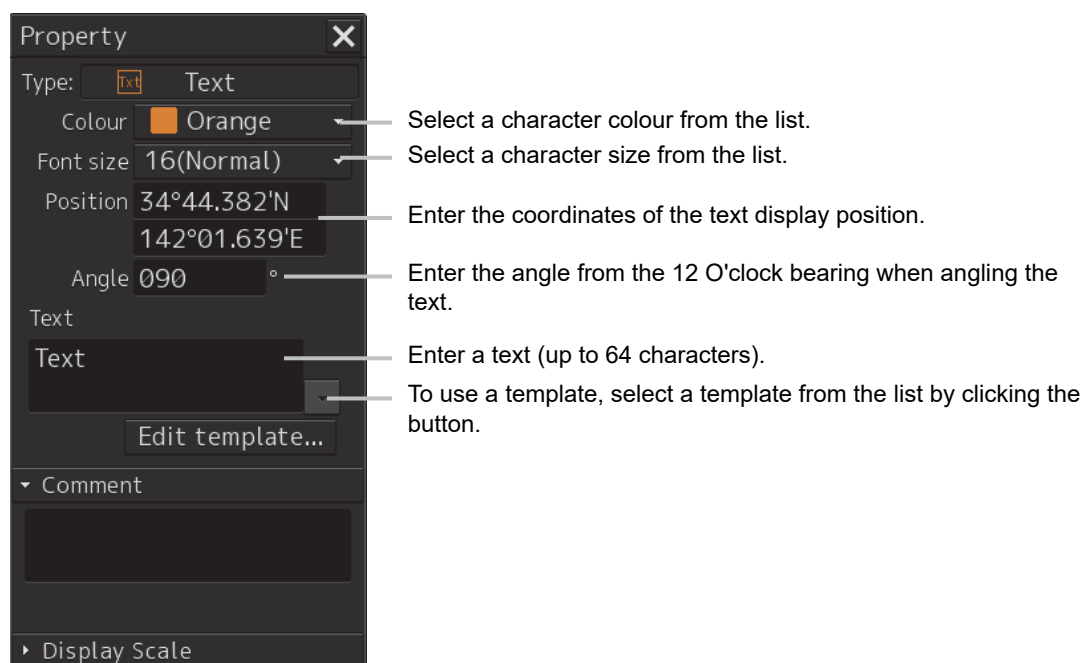 Property
Type: Txt Text
Colour Orange
Select a character colour from the list.
Font size 16(Normal)
Select a character size from the list.
Position 34°44.382'N
142°01.639'E
Enter the coordinates of the text display position.
Angle 090 °
Enter the angle from the 12 O'clock bearing when angling the
text.
Text
Text
Enter a text (up to 64 characters).
To use a template, select a template from the list by clicking the
button.
Edit template...
Comment
Display Scale